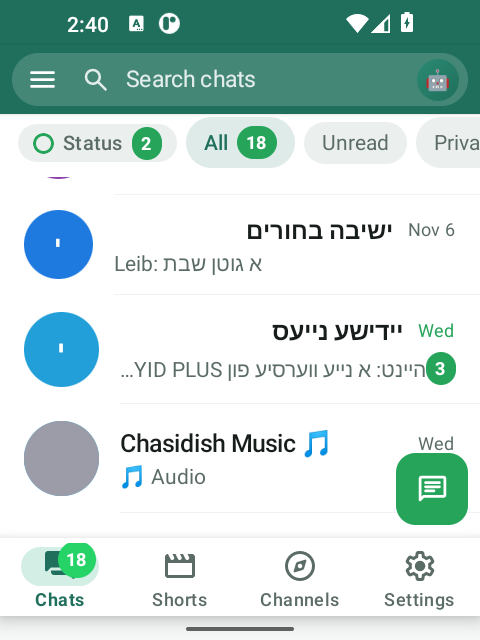 2:40
Search chats
Status 2
All 18
Unread
Priva
ישיבה בחורים
Nov 6
Leib: א גוטן שבת
יידישע נייעס
Wed
היינט: א נייע ווערסיע פון YID PLUS...
3
Chasidish Music 🎵
Wed
🎵 Audio
18
Chats
Shorts
Channels
Settings